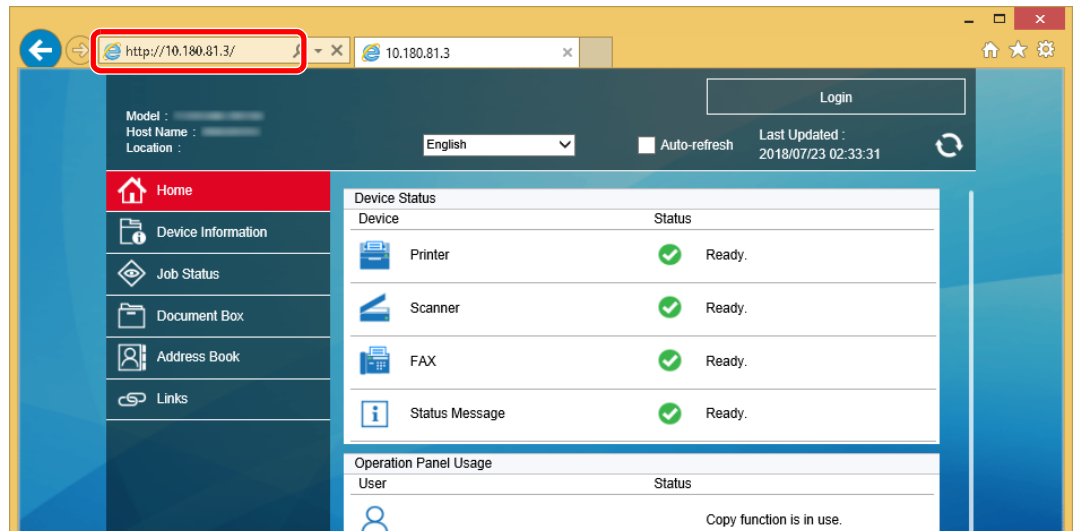 http://10.180.81.3/
10.180.81.3
Login
Model :
Host Name :
Location :
English
Auto-refresh
Last Updated :
2018/07/23 02:33:31
Home
Device Information
Job Status
Document Box
Address Book
Links
Device Status
Device Status
Printer Ready.
Scanner Ready.
FAX Ready.
Status Message Ready.
Operation Panel Usage
User Status
Copy function is in use.